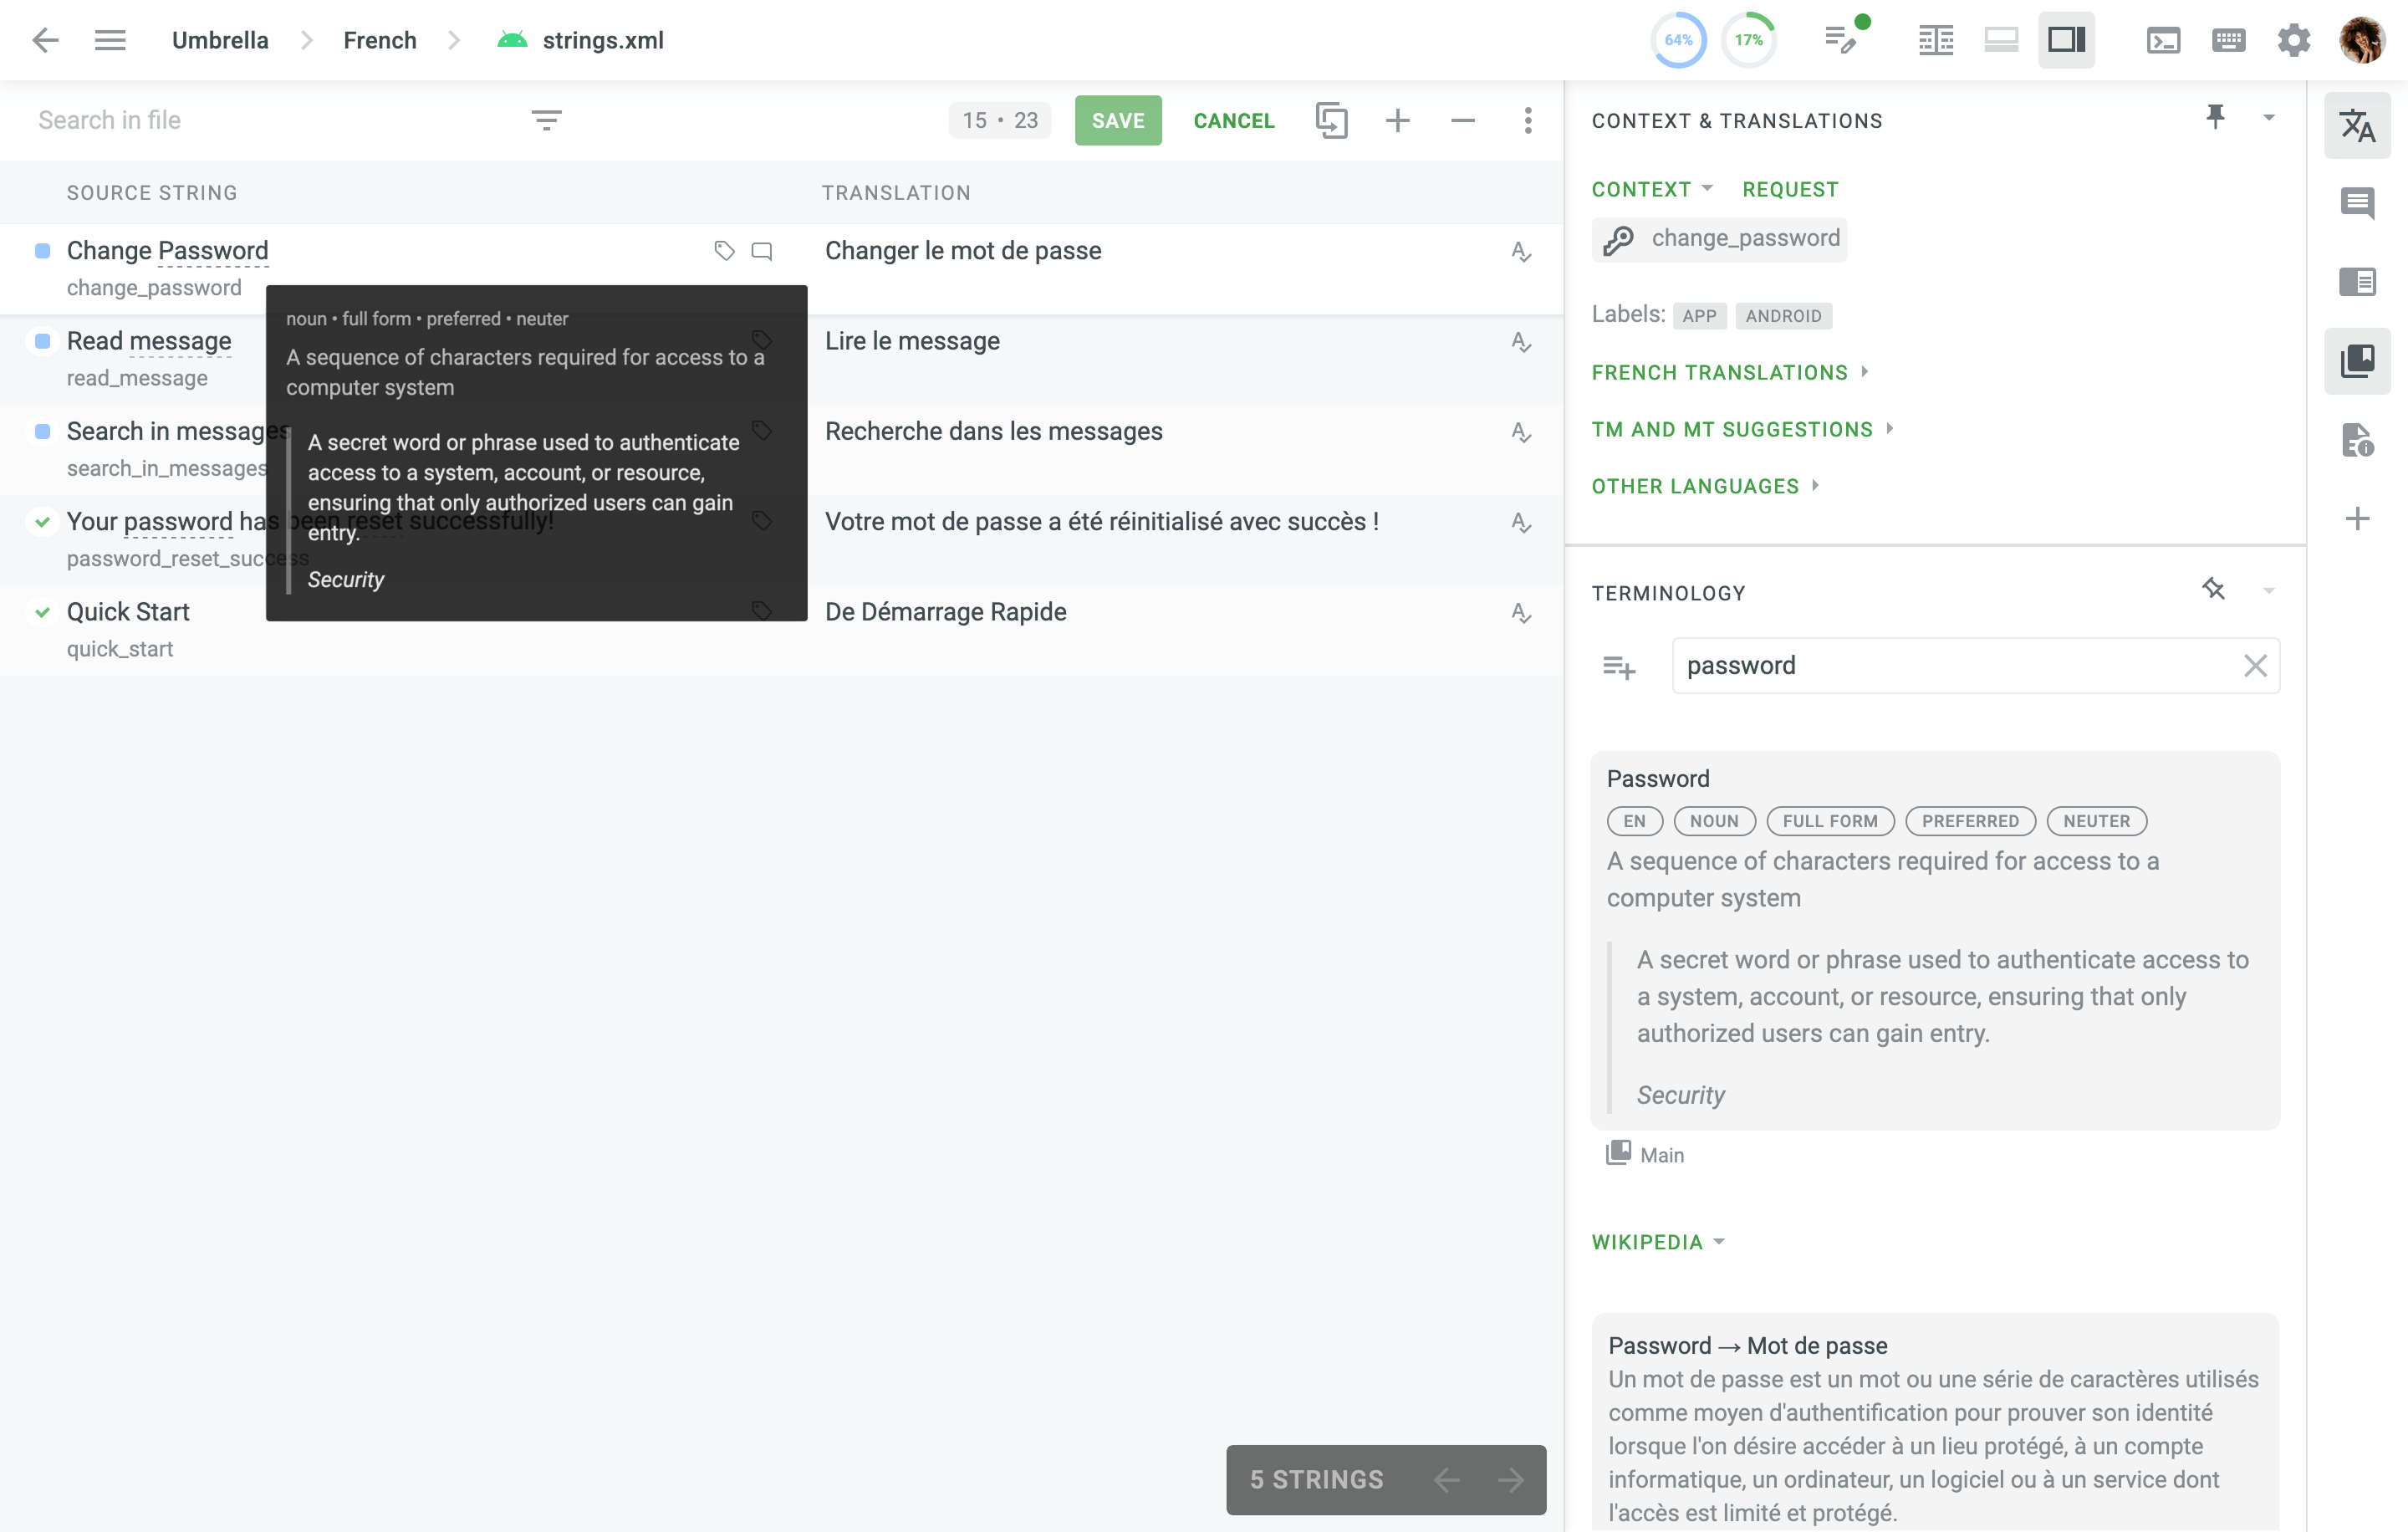 Umbrella
French
strings.xml
64%
17%
Search in file
15 • 23
SAVE
CANCEL
SOURCE STRING
TRANSLATION
Change Password
change_password
Changer le mot de passe
Read message
read_message
Lire le message
Search in messages
search_in_messages
Recherche dans les messages
Your password has been reset successfully!
password_reset_success
Votre mot de passe a été réinitialisé avec succès !
Quick Start
quick_start
De Démarrage Rapide
noun • full form • preferred • neuter
A sequence of characters required for access to a
computer system
A secret word or phrase used to authenticate
access to a system, account, or resource,
ensuring that only authorized users can gain
entry.
Security
5 STRINGS
CONTEXT & TRANSLATIONS
CONTEXT
REQUEST
change_password
Labels: APP ANDROID
FRENCH TRANSLATIONS
TM AND MT SUGGESTIONS
OTHER LANGUAGES
TERMINOLOGY
password
Password
EN NOUN FULL FORM PREFERRED NEUTER
A sequence of characters required for access to a
computer system
A secret word or phrase used to authenticate access to
a system, account, or resource, ensuring that only
authorized users can gain entry.
Security
Main
WIKIPEDIA
Password → Mot de passe
Un mot de passe est un mot ou une série de caractères utilisés
comme moyen d'authentification pour prouver son identité
lorsque l'on désire accéder à un lieu protégé, à un compte
informatique, un ordinateur, un logiciel ou à un service dont
l'accès est limité et protégé.